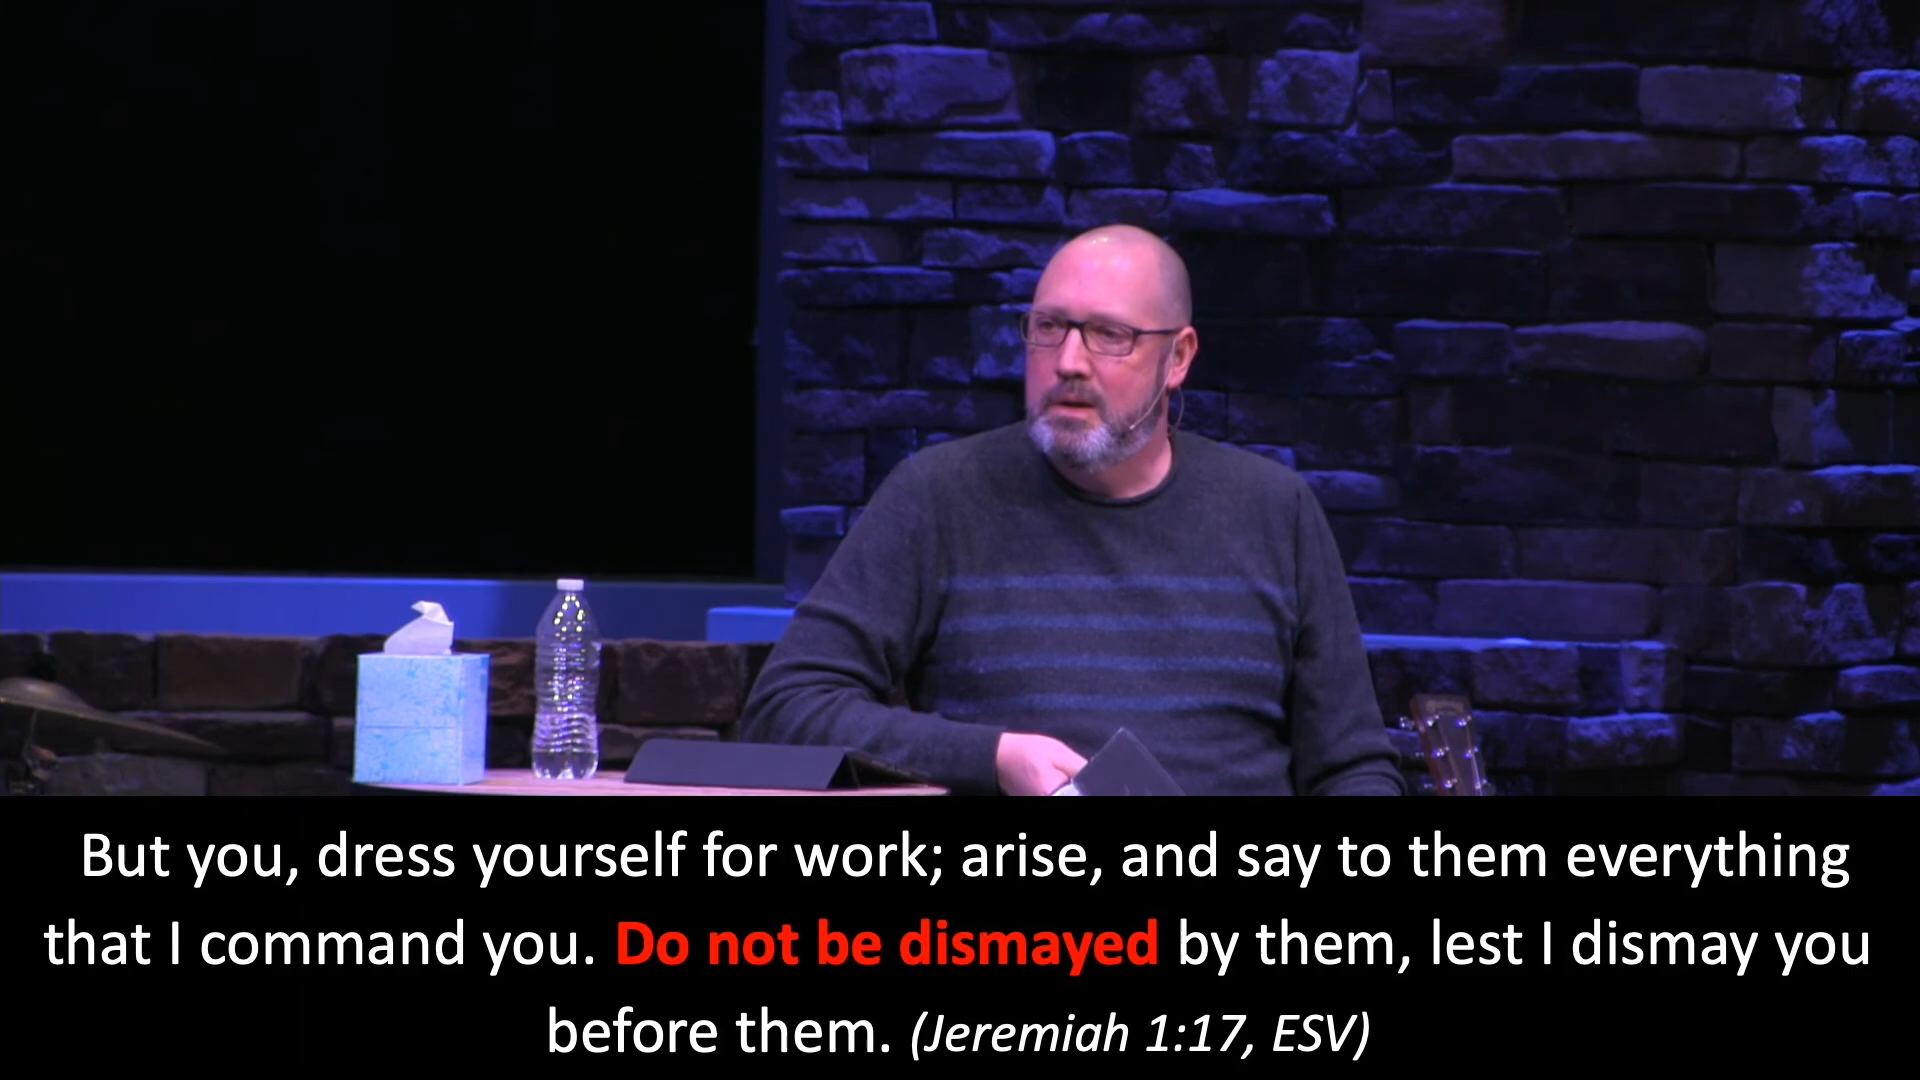 But you, dress yourself for work; arise, and say to them everything
that I command you. Do not be dismayed by them, lest I dismay you
before them. (Jeremiah 1:17, ESV)